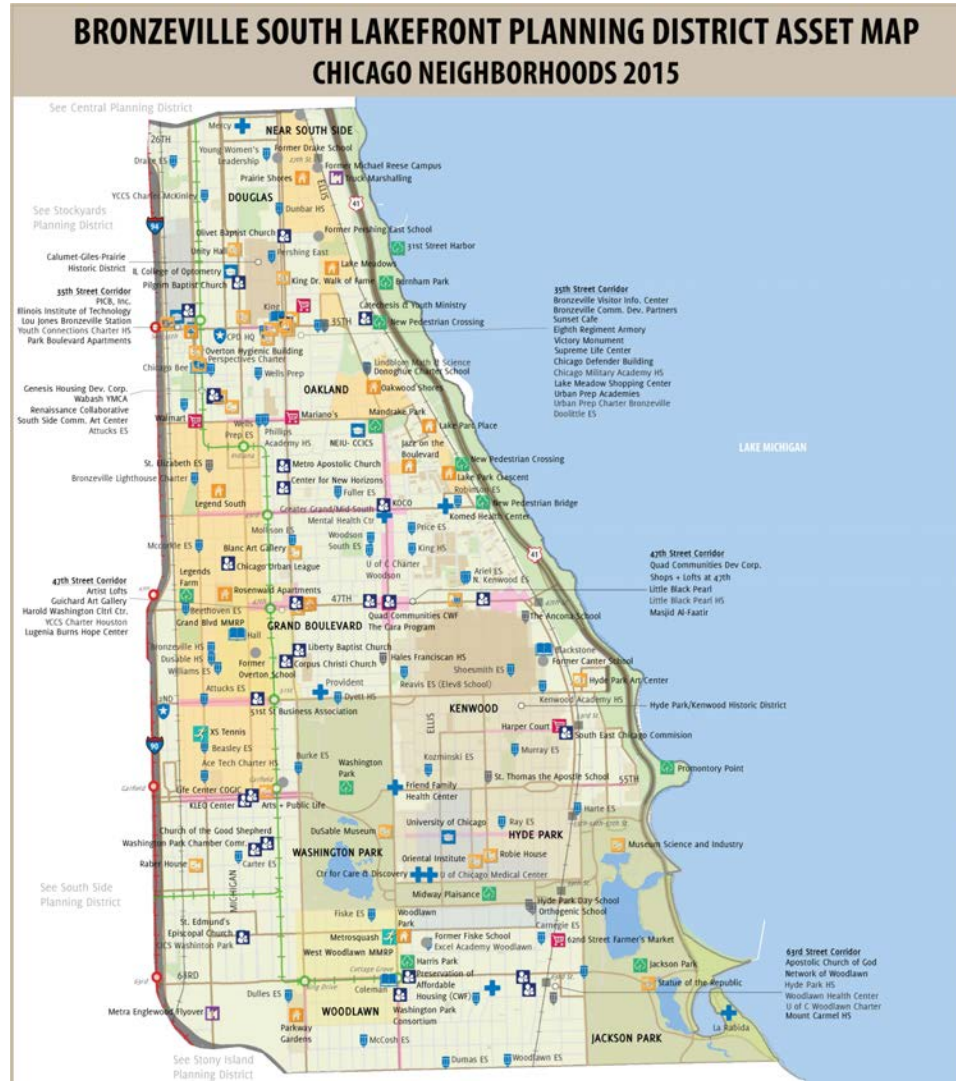 BRONZEVILLE SOUTH LAKEFRONT PLANNING DISTRICT ASSET MAP
CHICAGO NEIGHBORHOODS 2015
See Central Planning District
Mercy
NEAR SOUTH SIDE
26TH
Young Women's
Leadership
Former Drake School
27th St.
Drake ES
Former Michael Reese Campus
Prairie Shores
ELLIS
Truck Marshalling
YCCS Charter McKinley
DOUGLAS
41
See Stockyards
Planning District
Dunbar HS
94
Olivet Baptist Church
Former Pershing East School
Unity Hall
Pershing East
31st Street Harbor
Calumet-Giles-Prairie
Historic District
IL College of Optometry
Lake Meadows
Pilgrim Baptist Church
King Dr. Walk of Fame
Burnham Park
35th Street Corridor
PICB, Inc.
Illinois Institute of Technology
Lou Jones Bronzeville Station
Youth Connections Charter HS
Park Boulevard Apartments
King
Catechesis & Youth Ministry
35TH
New Pedestrian Crossing
CPD HQ
35th Street Corridor
Bronzeville Visitor Info. Center
Bronzeville Comm. Dev. Partners
Sunset Cafe
Eighth Regiment Armory
Victory Monument
Supreme Life Center
Chicago Defender Building
Chicago Military Academy HS
Lake Meadow Shopping Center
Urban Prep Academies
Urban Prep Charter Bronzeville
Doolittle ES
Overton Hygienic Building
Perspectives Charter
Chicago Bee
Wells Prep
Lindblom Math & Science
Donoghue Charter School
OAKLAND
Oakwood Shores
Genesis Housing Dev. Corp.
Wabash YMCA
Renaissance Collaborative
South Side Comm. Art Center
Attucks ES
Walmart
Mariano's
Mandrake Park
Wells
Prep ES
Phillips
Academy HS
NEIU- CCICS
Lake Parc Place
Indiana
Jazz on the
Boulevard
St. Elizabeth ES
Metro Apostolic Church
New Pedestrian Crossing
Bronzeville Lighthouse Charter
Center for New Horizons
Lake Park Crescent
Fuller ES
Robinson ES
Legend South
KOCO
New Pedestrian Bridge
Greater Grand/Mid-South
Mental Health Ctr
Komed Health Center
Mollison ES
Price ES
Woodson
South ES
McCorkle ES
Blanc Art Gallery
King HS
LAKE MICHIGAN
41
Chicago Urban League
U of C Charter
Woodson
Ariel ES
N. Kenwood ES
47th Street Corridor
Artist Lofts
Guichard Art Gallery
Harold Washington Cltrl Ctr.
YCCS Charter Houston
Lugenia Burns Hope Center
Legends
Farm
Rosenwald Apartments
47TH
47th Street Corridor
Quad Communities Dev Corp.
Shops + Lofts at 47th
Little Black Pearl
Little Black Pearl HS
Masjid Al-Faatir
Beethoven ES
Grand Blvd MMRP
Quad Communities CWF
The Cara Program
The Ancona School
Hall
GRAND BOULEVARD
Bronzeville HS
Liberty Baptist Church
Blackstone
Dusable HS
Former
Overton School
Corpus Christi Church
Hales Franciscan HS
Former Canter School
Williams ES
Shoesmith ES
Reavis ES (Elev8 School)
Hyde Park Art Center
Attucks ES
Provident
51st
Dyett HS
Kenwood Academy HS
51st St Business Association
KENWOOD
Hyde Park/Kenwood Historic District
ELLIS
Harper Court
53rd St.
South East Chicago Commision
XS Tennis
90
Beasley ES
Murray ES
Ace Tech Charter HS
Burke ES
Washington
Park
Kozminski ES
Promontory Point
Garfield
Garfield
St. Thomas the Apostle School
55TH
Life Center COGIC
Friend Family
Health Center
KLEO Center
Arts + Public Life
Harte ES
Church of the Good Shepherd
DuSable Museum
University of Chicago
Ray ES
Washington Park Chamber Comr.
HYDE PARK
Museum Science and Industry
WASHINGTON PARK
Oriental Institute
Robie House
Raber House
Carter ES
Ctr for Care & Discovery
U of Chicago Medical Center
See South Side
Planning District
MICHIGAN
Midway Plaisance
Hyde Park Day School
Orthogenic School
Fiske ES
Woodlawn
Park
Carnegie ES
St. Edmund's
Episcopal Church
Metrosquash
Former Fiske School
62nd Street Farmer's Market
West Woodlawn MMRP
Excel Academy Woodlawn
Harris Park
Jackson Park
63RD
63rd
Cottage Grove
63rd Street Corridor
Apostolic Church of God
Network of Woodlawn
Hyde Park HS
Woodlawn Health Center
U of C Woodlawn Charter
Mount Carmel HS
King Drive
Coleman
Preservation of
Affordable
Housing (CWF)
63rd St.
Statue of the Republic
Dulles ES
Metra Englewood Flyover
WOODLAWN
Washington Park
Consortium
La Rabida
Parkway
Gardens
McCosh ES
JACKSON PARK
See Stony Island
Planning District
Dumas ES
Woodlawn ES